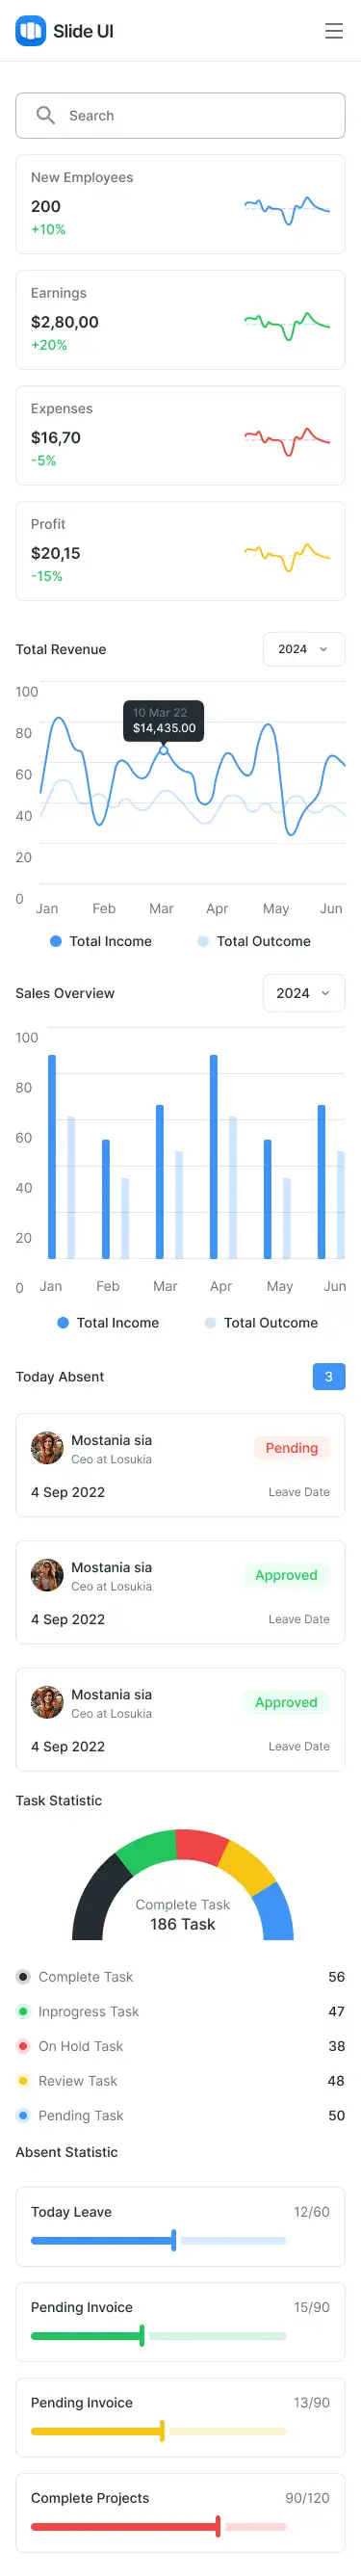 Slide UI
Search
New Employees
200
+10%
Earnings
$2,80,00
+20%
Expenses
$16,70
-5%
Profit
$20,15
-15%
Total Revenue
2024
100
80
60
40
20
0
10 Mar 22
$14,435.00
Jan Feb Mar Apr May Jun
Total Income Total Outcome
Sales Overview
2024
100
80
60
40
20
0
Jan Feb Mar Apr May Jun
Total Income Total Outcome
Today Absent
3
Mostania sia
Ceo at Losukia
Pending
4 Sep 2022
Leave Date
Mostania sia
Ceo at Losukia
Approved
4 Sep 2022
Leave Date
Mostania sia
Ceo at Losukia
Approved
4 Sep 2022
Leave Date
Task Statistic
Complete Task
186 Task
Complete Task 56
Inprogress Task 47
On Hold Task 38
Review Task 48
Pending Task 50
Absent Statistic
Today Leave 12/60
Pending Invoice 15/90
Pending Invoice 13/90
Complete Projects 90/120